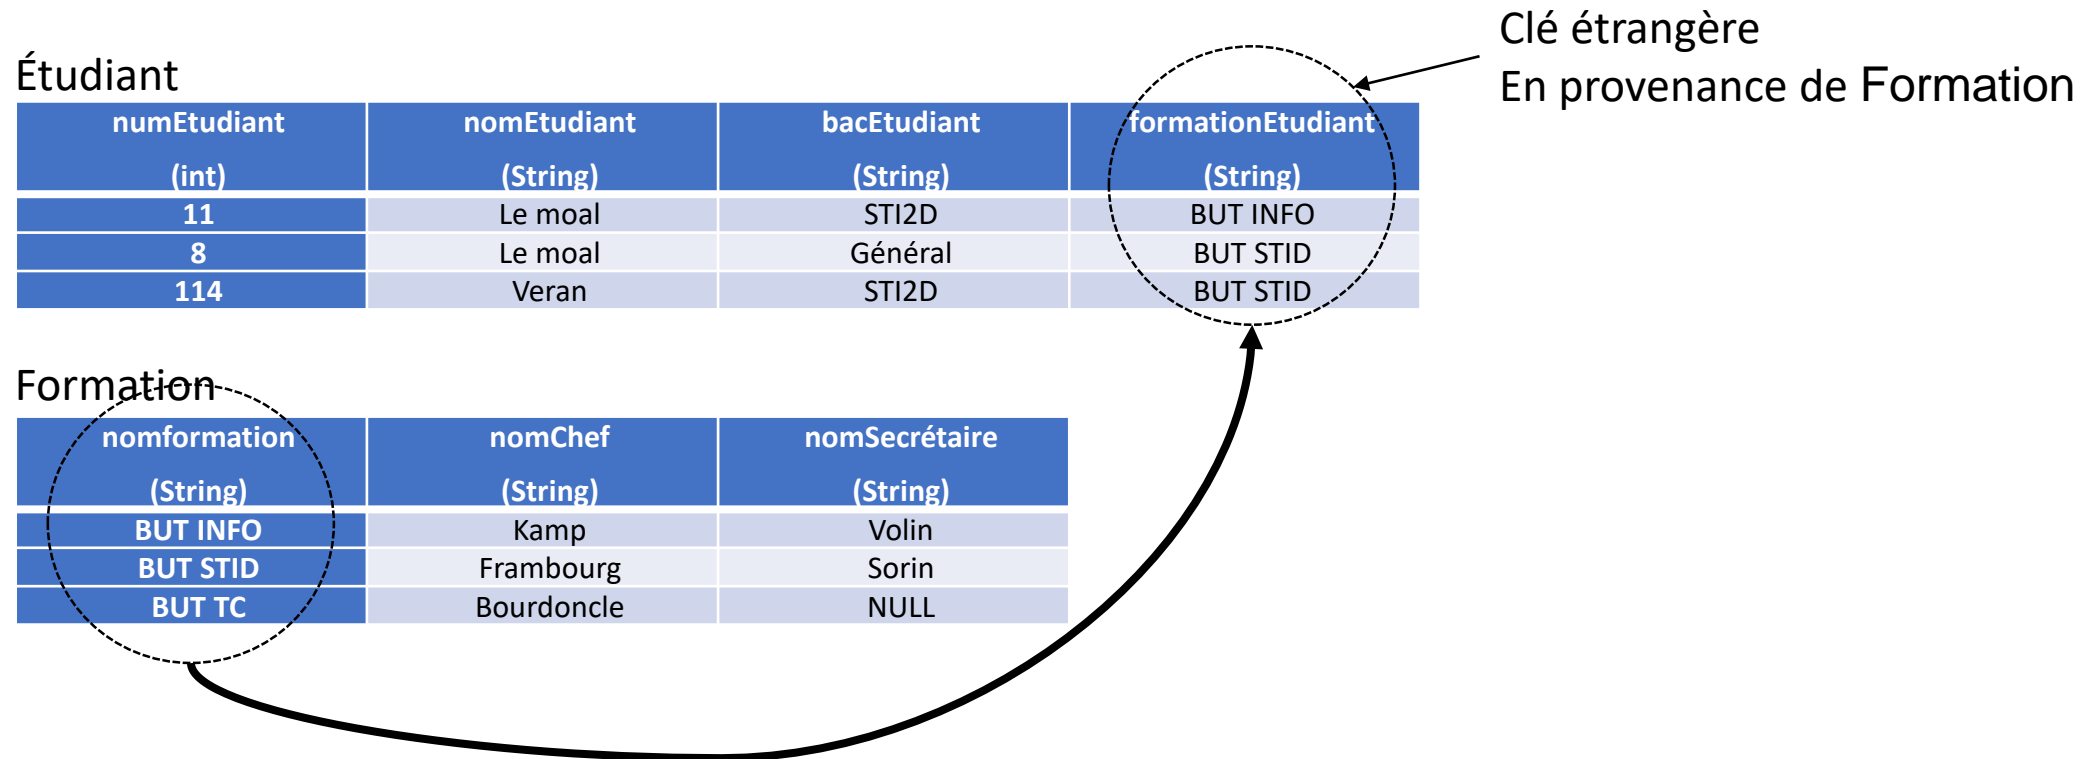 Clé étrangère
En provenance de Formation
Étudiant
numEtudiant nomEtudiant bacEtudiant formationEtudiant
(int) (String) (String) (String)
11 Le moal STI2D BUT INFO
8 Le moal Général BUT STID
114 Veran STI2D BUT STID
Formation
nomformation nomChef nomSecrétaire
(String) (String) (String)
BUT INFO Kamp Volin
BUT STID Frambourg Sorin
BUT TC Bourdoncle NULL